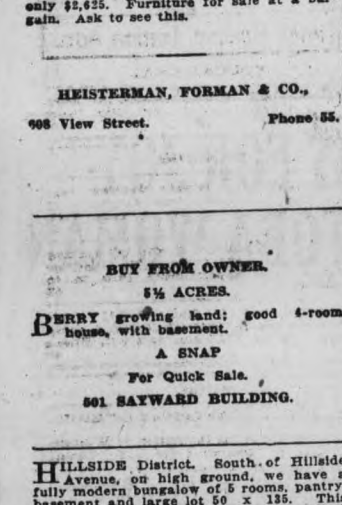 only $2,625. Furniture for sale at a bar-
gain. Ask to see this.
HEISTERMAN, FORMAN & CO.,
608 View Street. Phone 55.
BUY FROM OWNER.
5½ ACRES.
BERRY growing land; good 4-room
house, with basement.
A SNAP
For Quick Sale.
501 SAYWARD BUILDING.
HILLSIDE District. South of Hillside
Avenue, on high ground, we have a
fully modern bungalow of 5 rooms, pantry,
basement and large lot 50 x 135. This